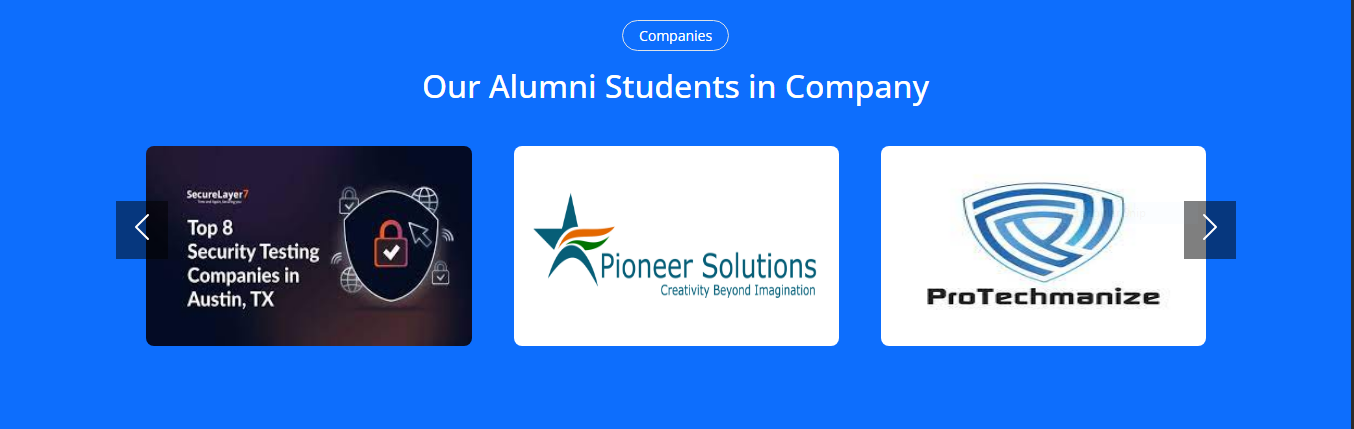 Companies
Our Alumni Students in Company
SecureLayer7
Top 8
Security Testing
Companies in
Austin, TX
Pioneer Solutions
Creativity Beyond Imagination
ProTechmanize